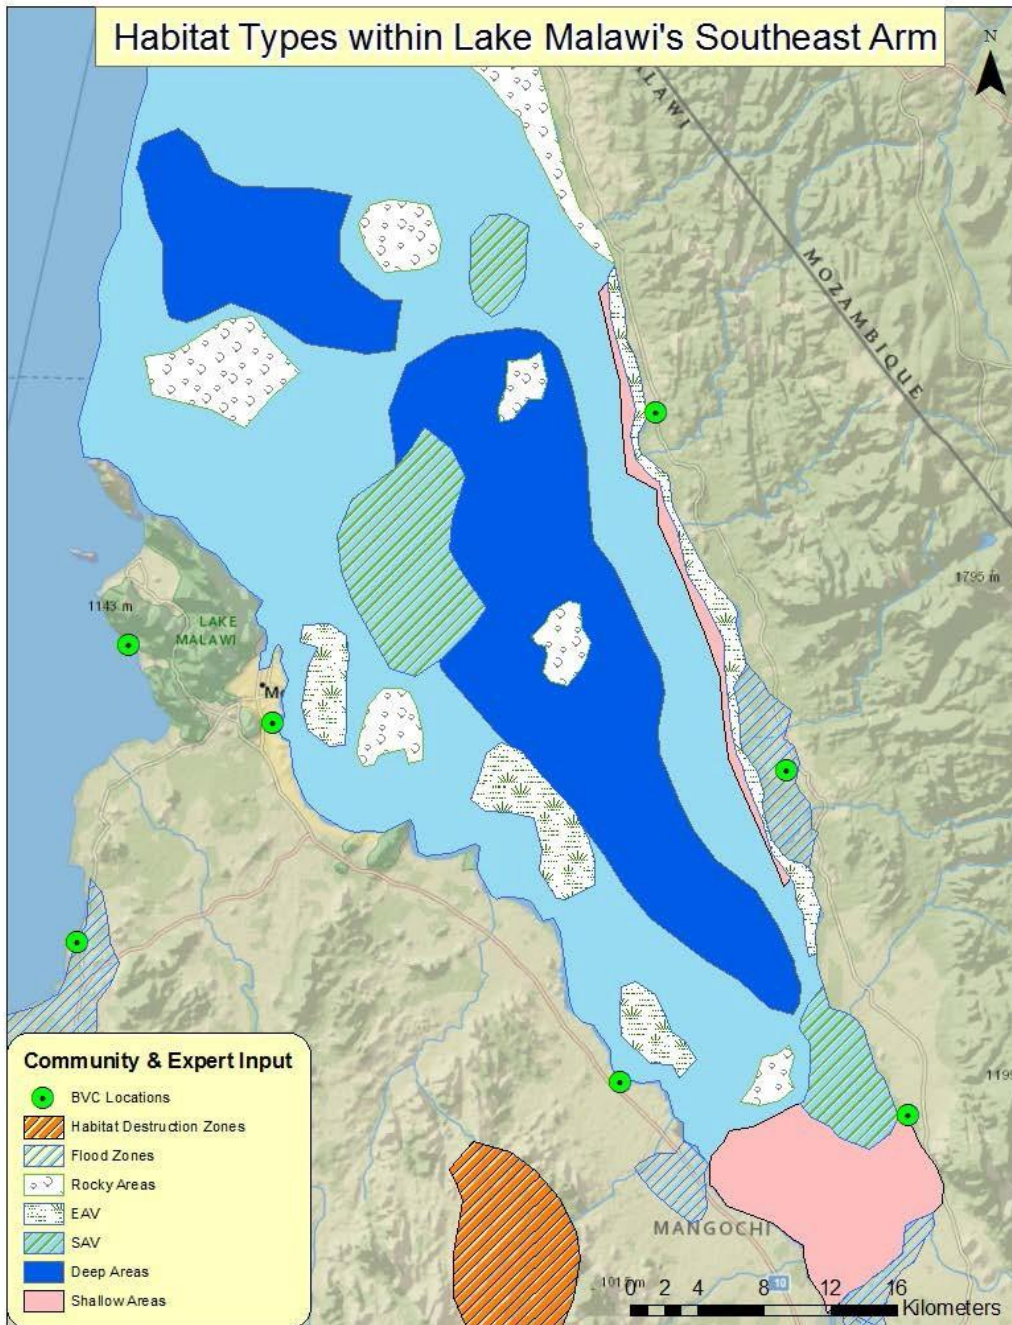 Habitat Types within Lake Malawi's Southeast Arm
N
ALAWI
MOZAMBIQUE
1795 m
1143 m
LAKE
MALAWI
Community & Expert Input
BVC Locations
Habitat Destruction Zones
Flood Zones
Rocky Areas
EAV
SAV
Deep Areas
Shallow Areas
MANGOCHI
10
0 2 4 8 12 16
Kilometers